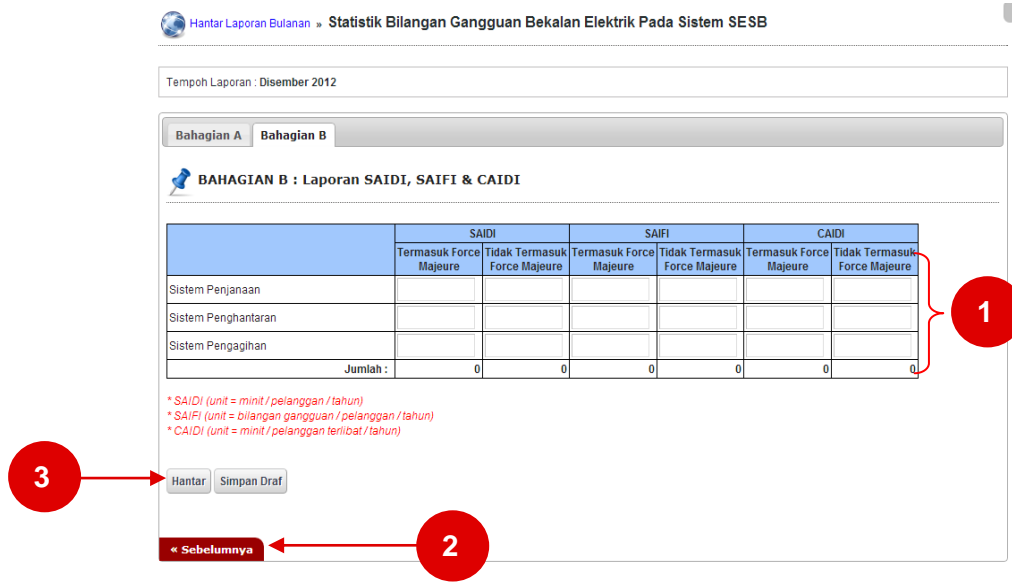 Hantar Laporan Bulanan » Statistik Bilangan Gangguan Bekalan Elektrik Pada Sistem SESB
Tempoh Laporan : Disember 2012
Bahagian A Bahagian B
BAHAGIAN B : Laporan SAIDI, SAIFI & CAIDI
SAIDI SAIFI CAIDI
Termasuk Force Majeure Tidak Termasuk Force Majeure Termasuk Force Majeure Tidak Termasuk Force Majeure Termasuk Force Majeure Tidak Termasuk Force Majeure
Sistem Penjanaan
1
Sistem Penghantaran
Sistem Pengagihan
Jumlah : 0 0 0 0 0 0
* SAIDI (unit = minit / pelanggan / tahun)
* SAIFI (unit = bilangan gangguan / pelanggan / tahun)
* CAIDI (unit = minit / pelanggan terlibat / tahun)
3
Hantar Simpan Draf
« Sebelumnya
2